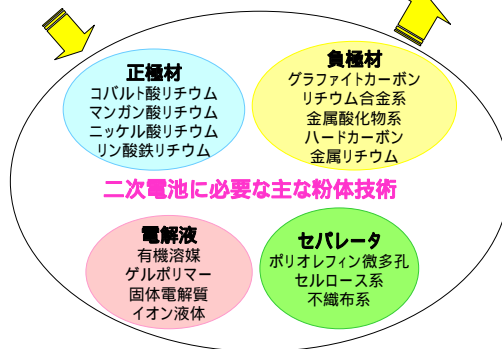 正極材
コバルト酸リチウム
マンガン酸リチウム
ニッケル酸リチウム
リン酸鉄リチウム
負極材
グラファイトカーボン
リチウム合金系
金属酸化物系
ハードカーボン
金属リチウム
二次電池に必要な主な粉体技術
電解液
有機溶媒
ゲルポリマー
固体電解質
イオン液体
セパレータ
ポリオレフィン微多孔
セルロース系
不織布系